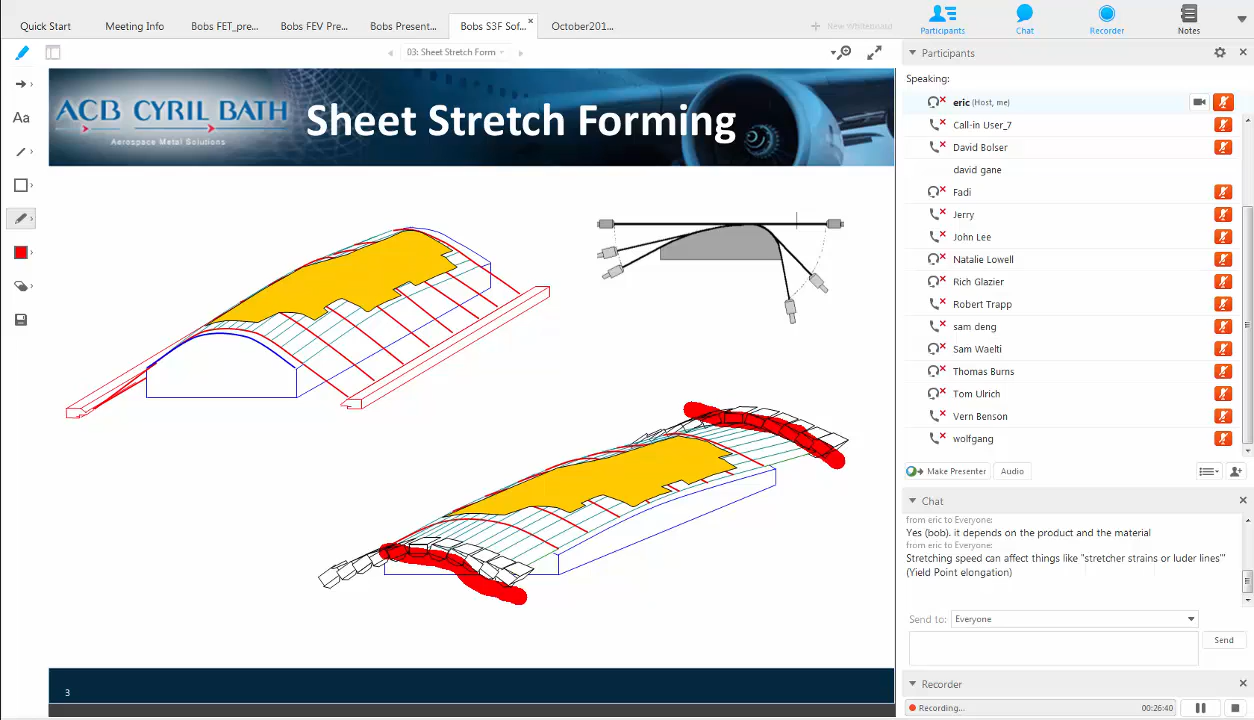 Quick Start
Meeting Info
Bobs FET_pre...
Bobs FEV Pre...
Bobs Present...
Bobs S3F Sof...
October201...
New Whiteboard
Participants
Chat
Recorder
Notes
03: Sheet Stretch Form
Aa
ACB CYRIL BATH
Aerospace Metal Solutions
Sheet Stretch Forming
3
Participants
Speaking:
eric (Host, me)
Call-in User_7
David Bolser
david gane
Fadi
Jerry
John Lee
Natalie Lowell
Rich Glazier
Robert Trapp
sam deng
Sam Waelti
Thomas Burns
Tom Ulrich
Vern Benson
wolfgang
Make Presenter
Audio
Chat
from eric to Everyone:
Yes (bob). it depends on the product and the material
from eric to Everyone:
Stretching speed can affect things like "stretcher strains or luder lines'"
(Yield Point elongation)
Send to:
Everyone
Send
Recorder
Recording...
00:26:40